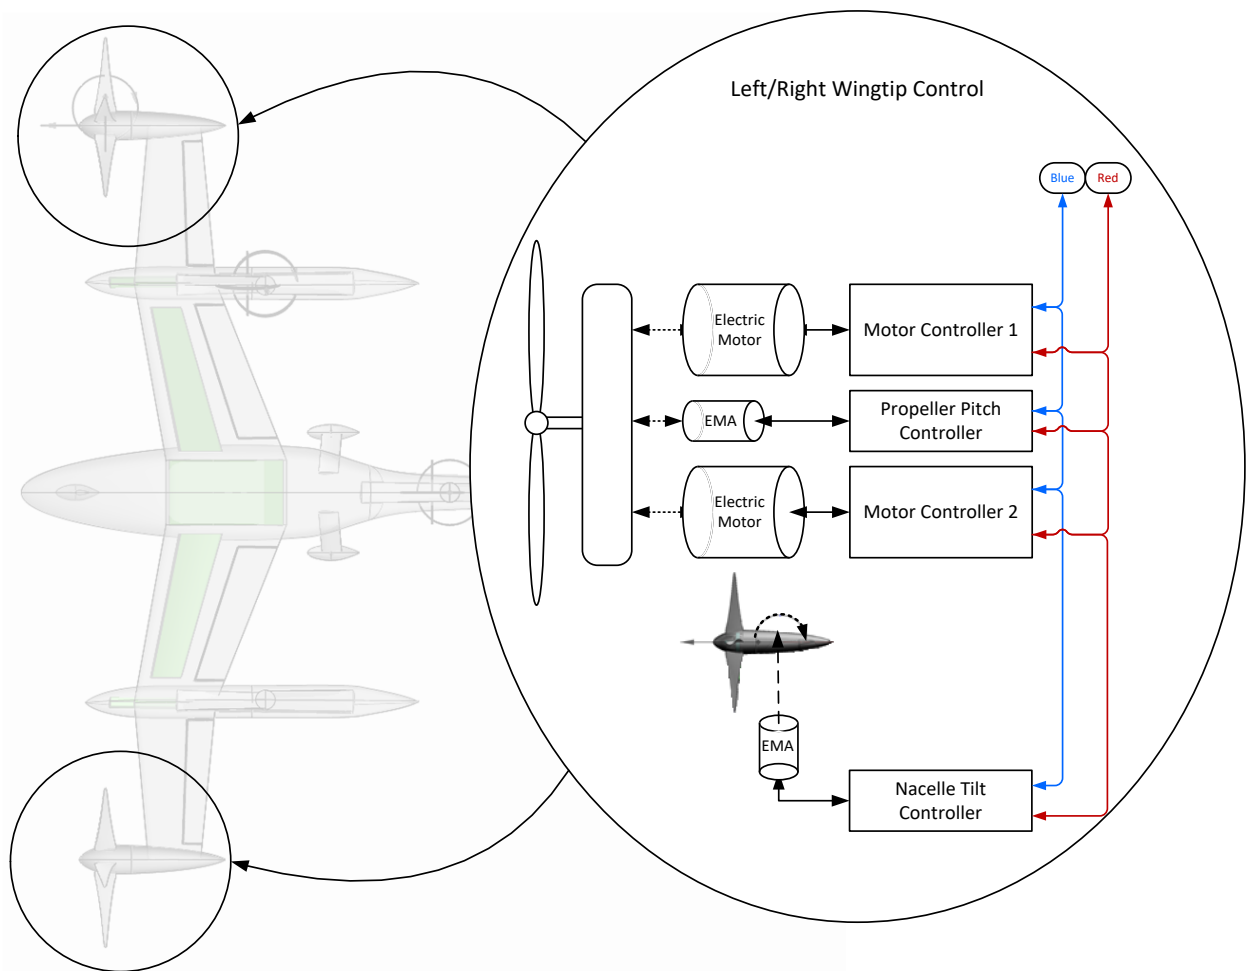 Left/Right Wingtip Control
Blue
Red
Electric
Motor
Motor Controller 1
EMA
Propeller Pitch
Controller
Electric
Motor
Motor Controller 2
EMA
Nacelle Tilt
Controller